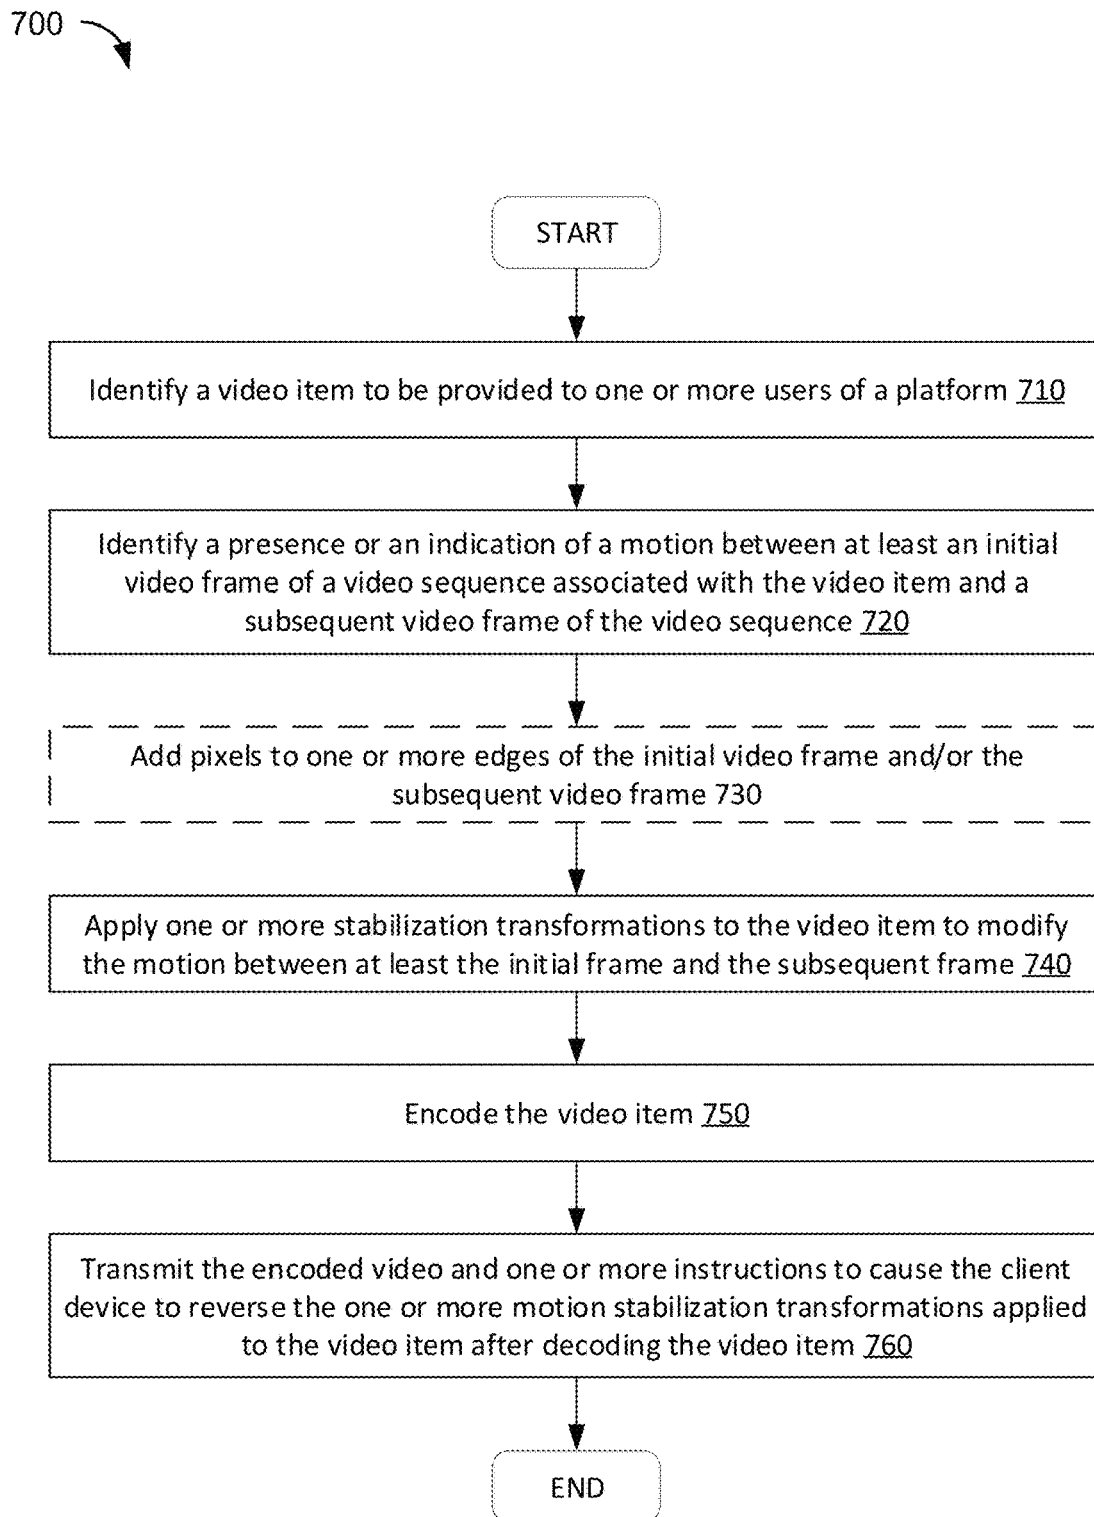 700
START
Identify a video item to be provided to one or more users of a platform 710
Identify a presence or an indication of a motion between at least an initial
video frame of a video sequence associated with the video item and a
subsequent video frame of the video sequence 720
Add pixels to one or more edges of the initial video frame and/or the
subsequent video frame 730
Apply one or more stabilization transformations to the video item to modify
the motion between at least the initial frame and the subsequent frame 740
Encode the video item 750
Transmit the encoded video and one or more instructions to cause the client
device to reverse the one or more motion stabilization transformations applied
to the video item after decoding the video item 760
END